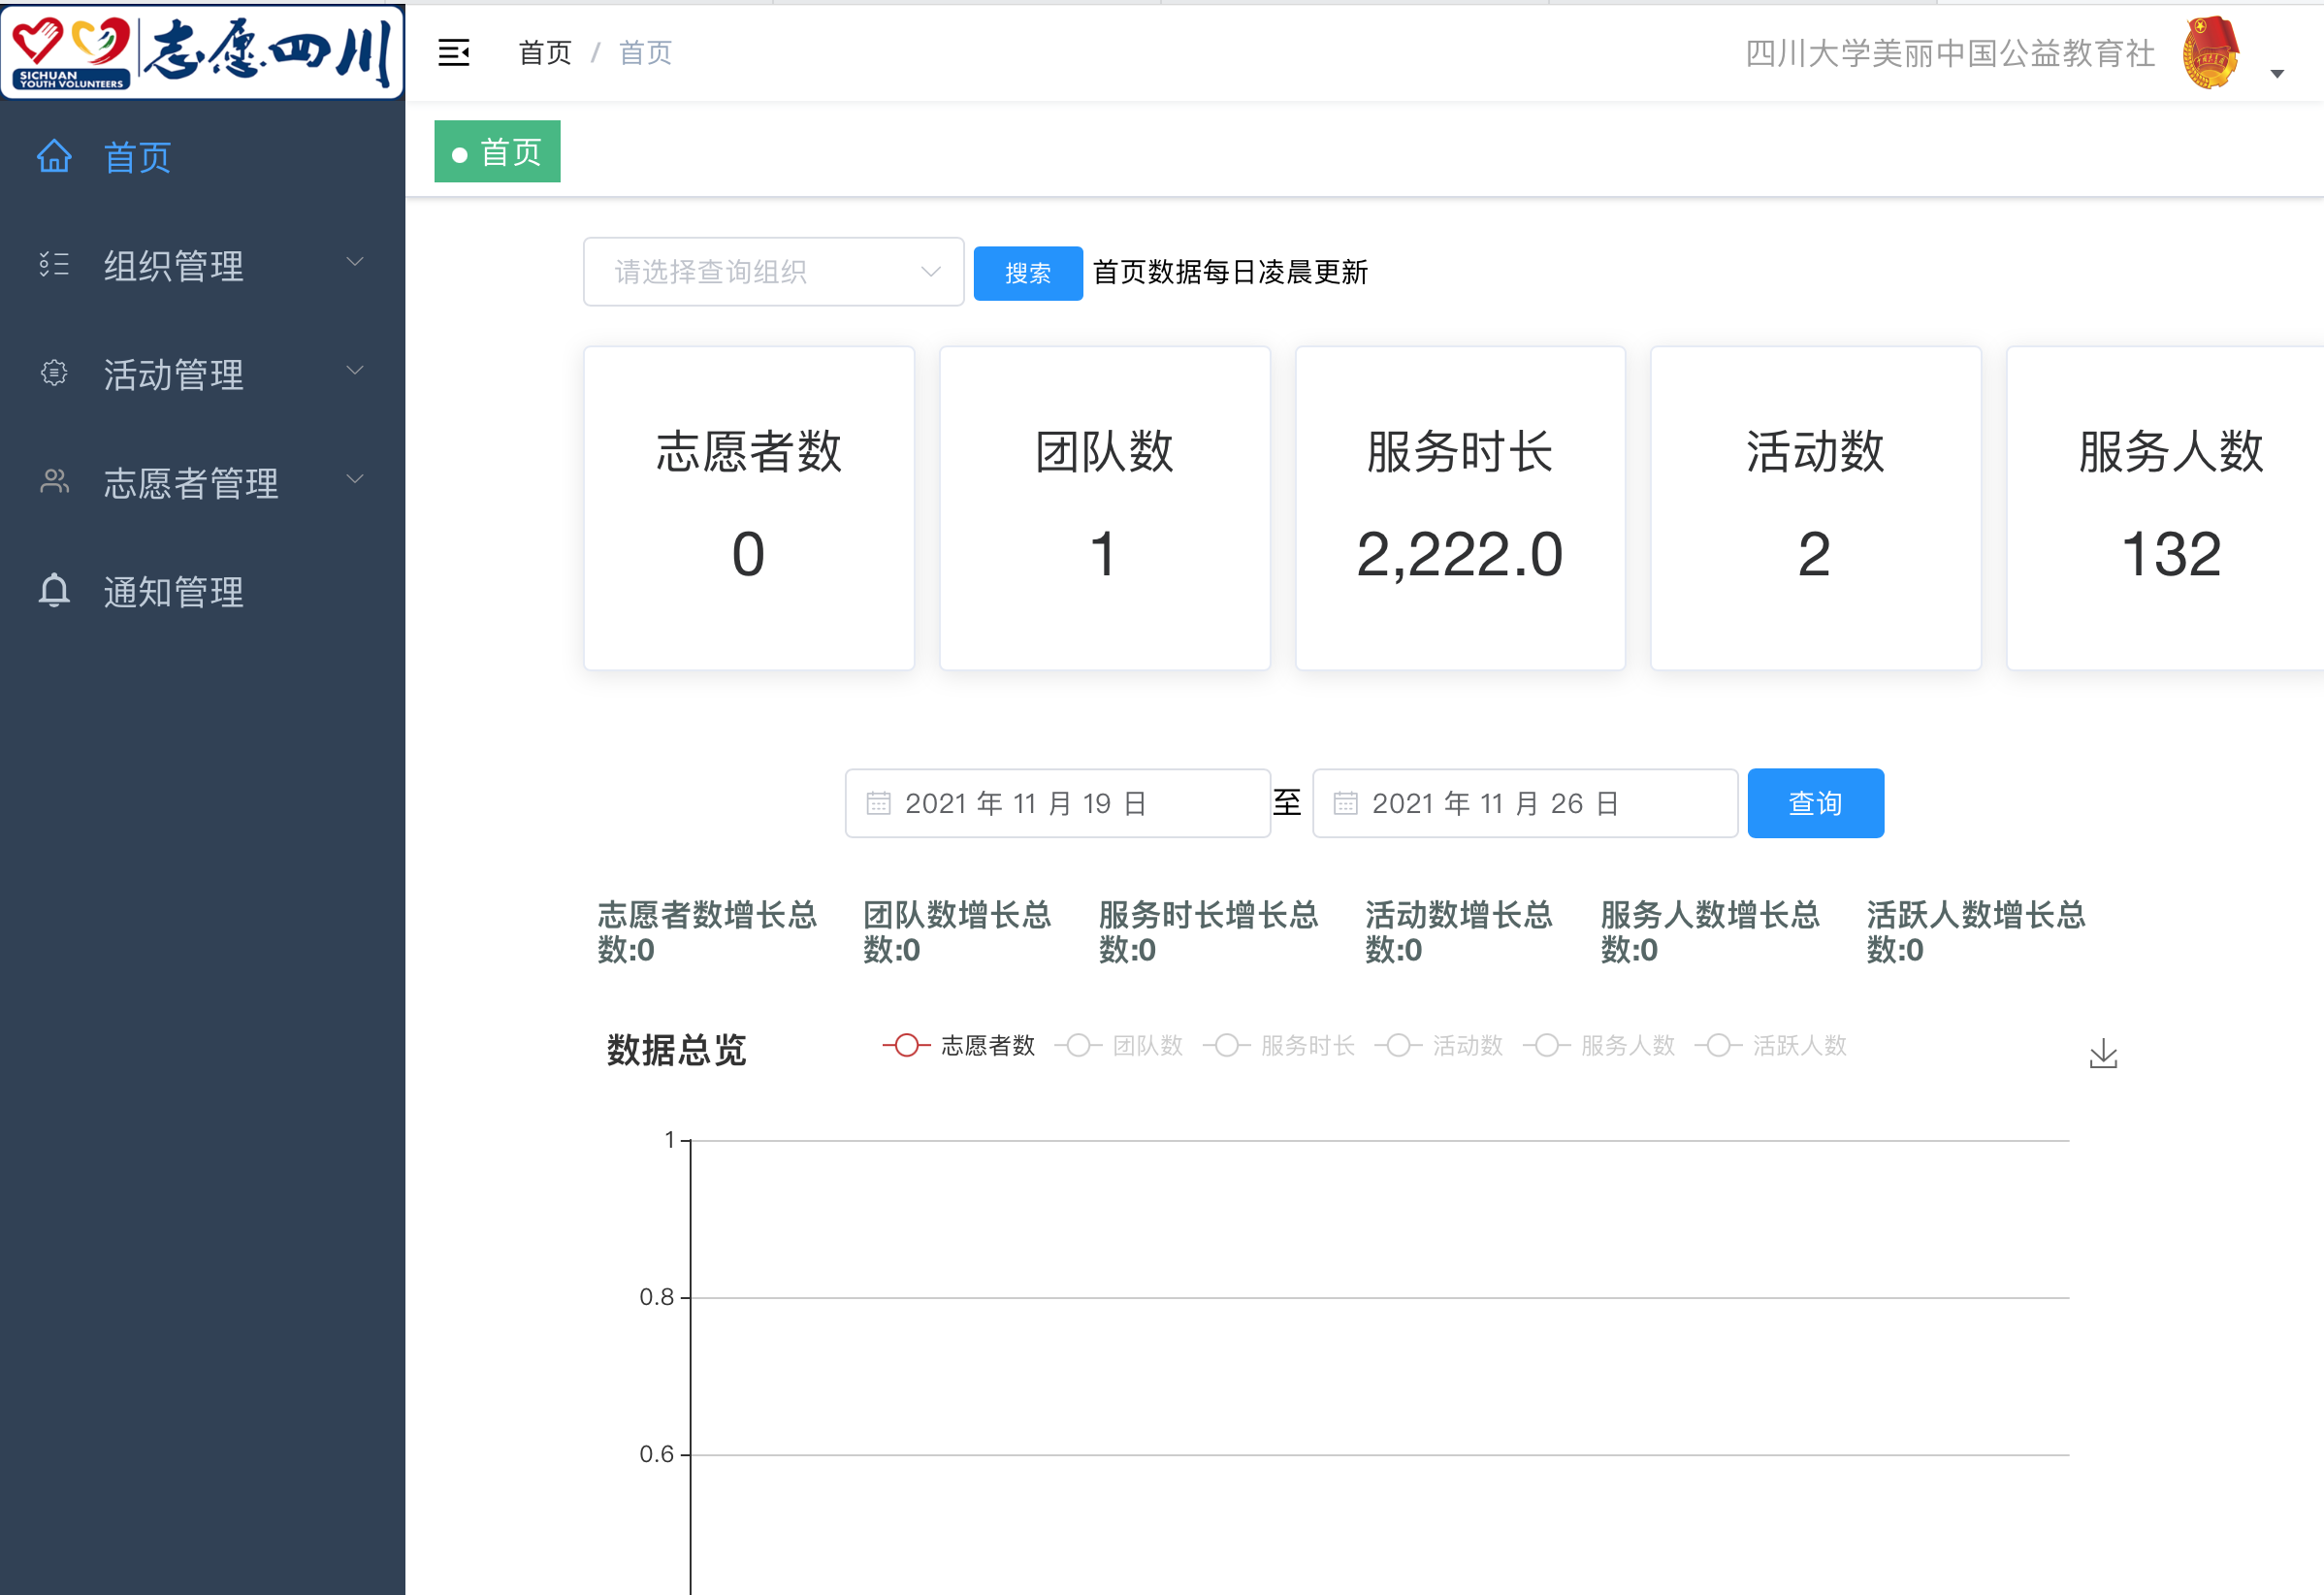 志愿四川
SICHUAN
YOUTH VOLUNTEERS
首页 / 首页
四川大学美丽中国公益教育社
首页
组织管理
活动管理
志愿者管理
通知管理
首页
请选择查询组织
搜索
首页数据每日凌晨更新
志愿者数
0
团队数
1
服务时长
2,222.0
活动数
2
服务人数
132
2021 年 11 月 19 日
至
2021 年 11 月 26 日
查询
志愿者数增长总
数:0
团队数增长总
数:0
服务时长增长总
数:0
活动数增长总
数:0
服务人数增长总
数:0
活跃人数增长总
数:0
数据总览
志愿者数
团队数
服务时长
活动数
服务人数
活跃人数
1
0.8
0.6